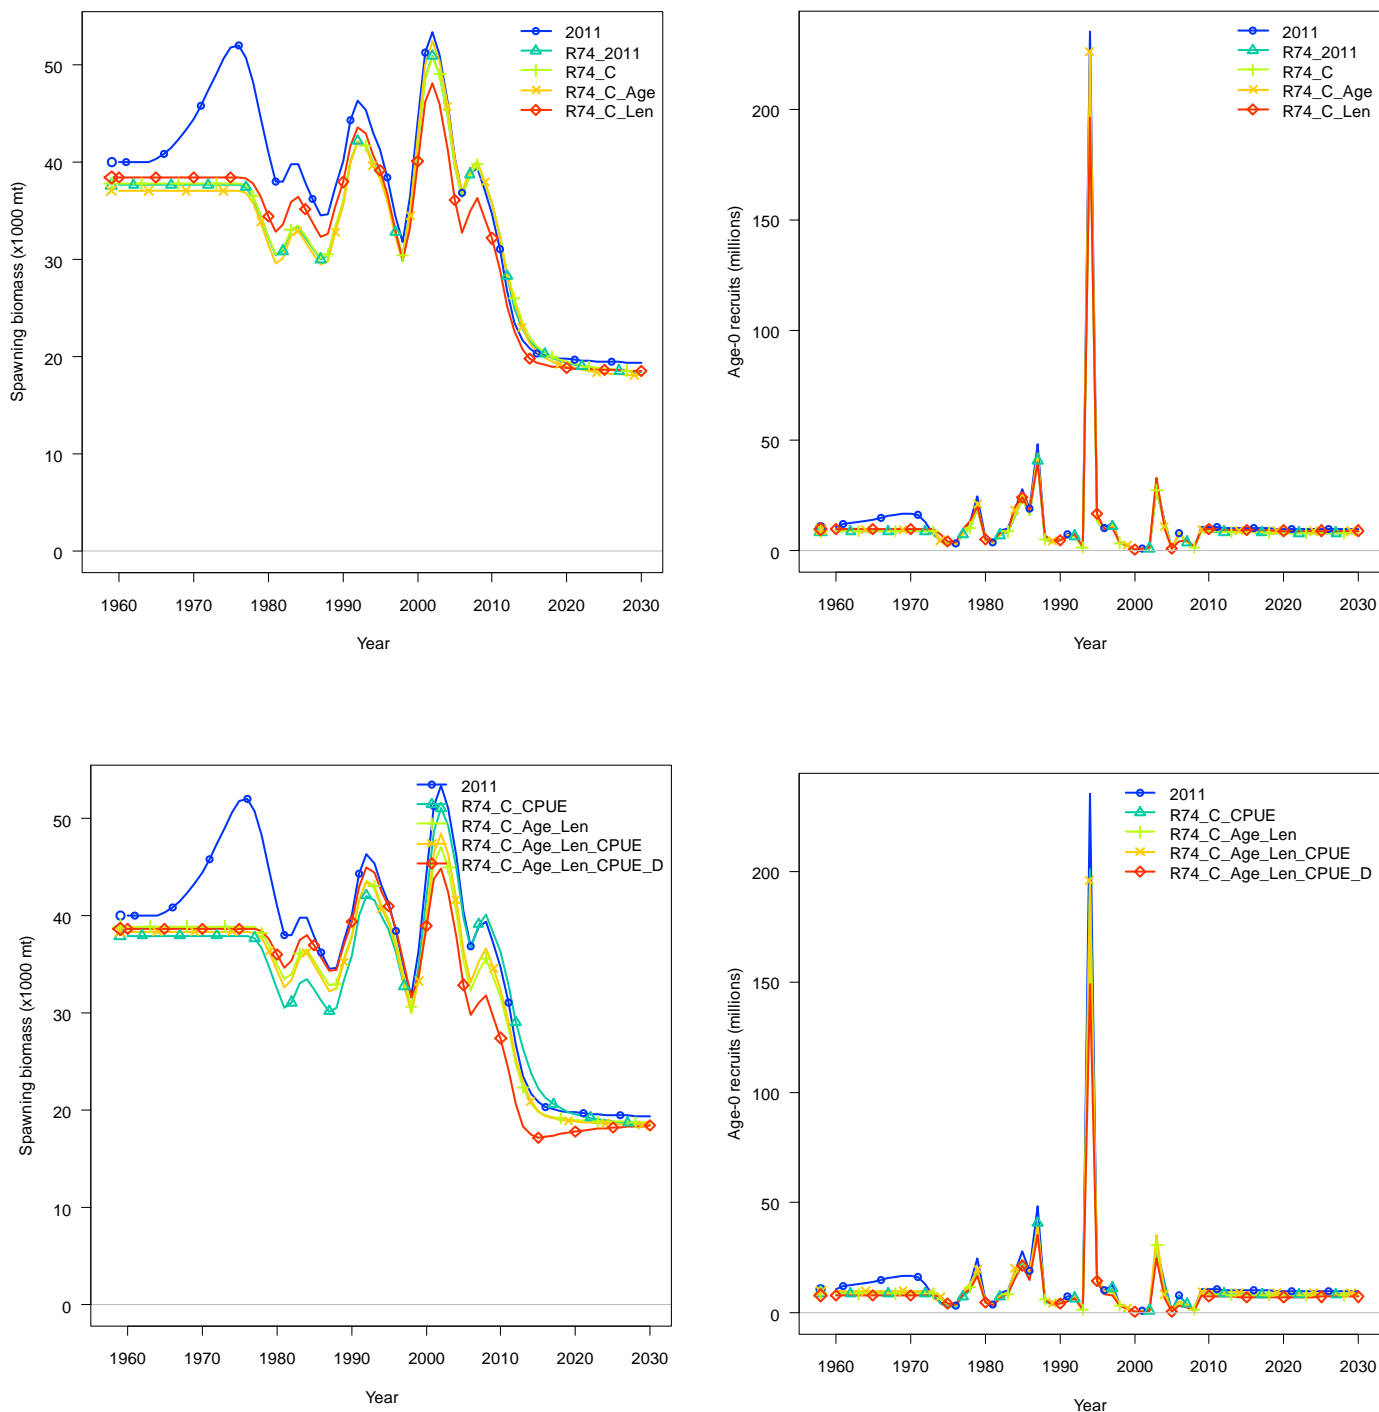 2011
R74_2011
R74_C
R74_C_Age
R74_C_Len
Spawning biomass (x1000 mt)
50
40
30
20
10
0
1960 1970 1980 1990 2000 2010 2020 2030
Year
2011
R74_2011
R74_C
R74_C_Age
R74_C_Len
Age-0 recruits (millions)
200
150
100
50
0
1960 1970 1980 1990 2000 2010 2020 2030
Year
2011
R74_C_CPUE
R74_C_Age_Len
R74_C_Age_Len_CPUE
R74_C_Age_Len_CPUE_D
Spawning biomass (x1000 mt)
50
40
30
20
10
0
1960 1970 1980 1990 2000 2010 2020 2030
Year
2011
R74_C_CPUE
R74_C_Age_Len
R74_C_Age_Len_CPUE
R74_C_Age_Len_CPUE_D
Age-0 recruits (millions)
200
150
100
50
0
1960 1970 1980 1990 2000 2010 2020 2030
Year